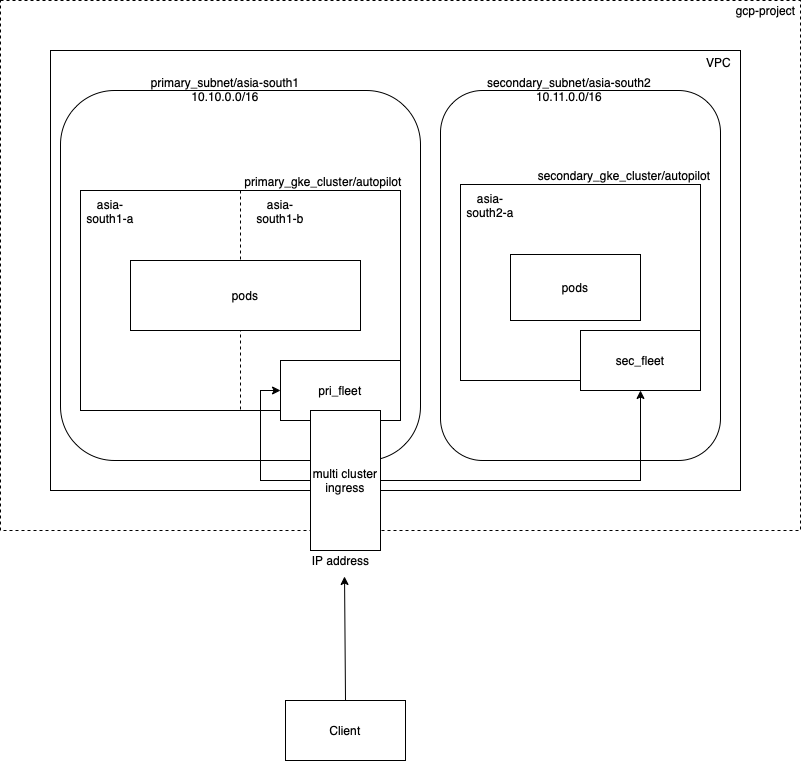 gcp-project
VPC
primary_subnet/asia-south1
10.10.0.0/16
secondary_subnet/asia-south2
10.11.0.0/16
primary_gke_cluster/autopilot
asia-
south1-a
asia-
south1-b
pods
pri_fleet
secondary_gke_cluster/autopilot
asia-
south2-a
pods
sec_fleet
multi cluster
ingress
IP address
Client